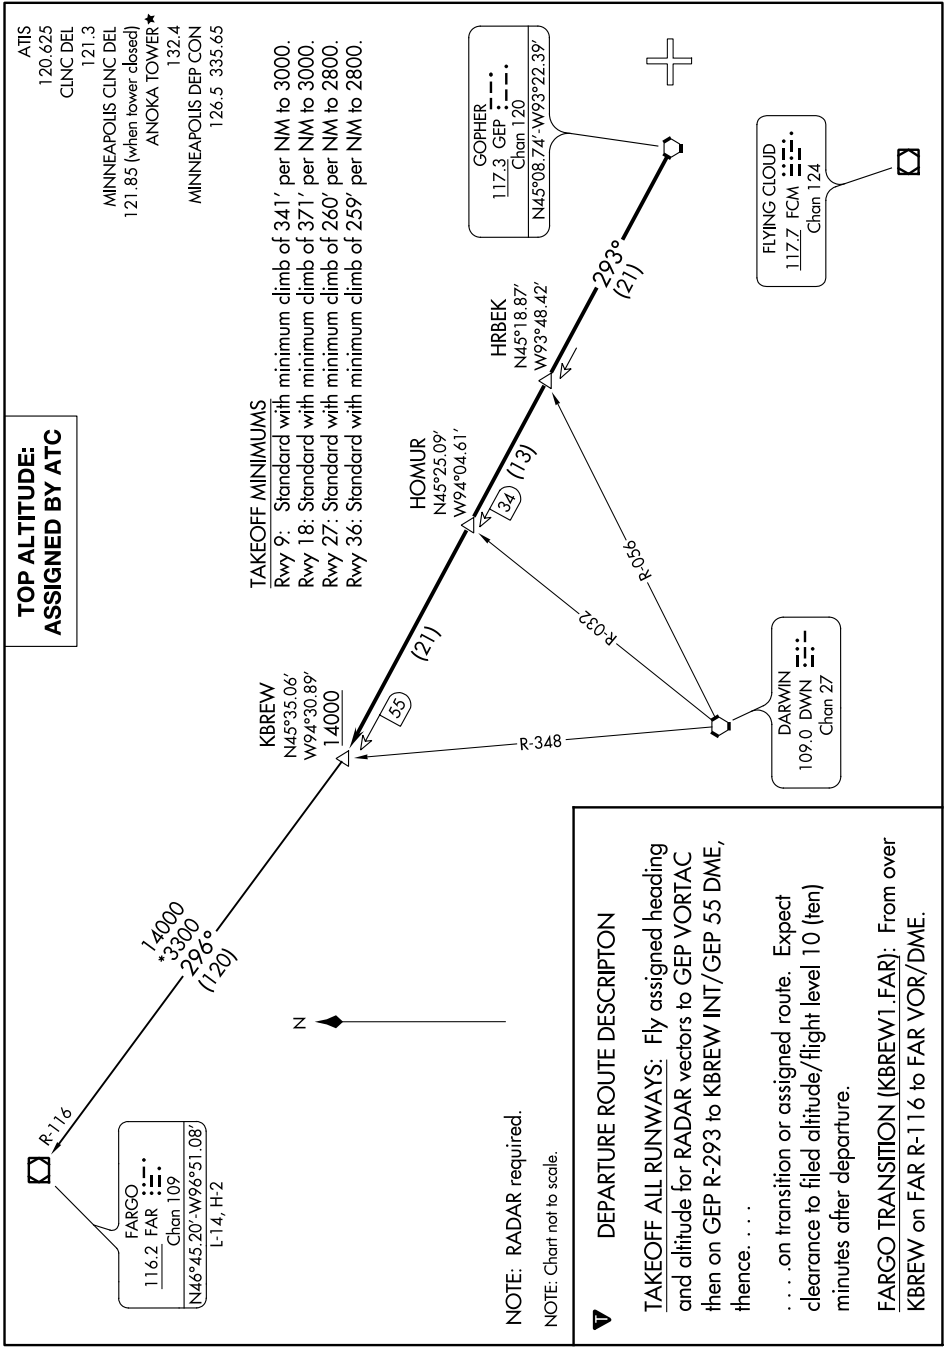 TOP ALTITUDE:
ASSIGNED BY ATC
ATIS
120.625
CLNC DEL
121.3
MINNEAPOLIS CLNC DEL
121.85 (when tower closed)
ANOKA TOWER★
132.4
MINNEAPOLIS DEP CON
126.5 335.65
TAKEOFF MINIMUMS
Rwy 9: Standard with minimum climb of 341' per NM to 3000.
Rwy 18: Standard with minimum climb of 371' per NM to 3000.
Rwy 27: Standard with minimum climb of 260' per NM to 2800.
Rwy 36: Standard with minimum climb of 259' per NM to 2800.
FARGO
116.2 FAR
Chan 109
N46°45.20'-W96°51.08'
L-14, H-2
R-116
14000
*3300
296°
(120)
N
KBREW
N45°35.06'
W94°30.89'
14000
55
(21)
HOMUR
N45°25.09'
W94°04.61'
34
(13)
HRBEK
N45°18.87'
W93°48.42'
293°
(21)
GOPHER
117.3 GEP
Chan 120
N45°08.74'-W93°22.39'
R-348
R-032
R-056
DARWIN
109.0 DWN
Chan 27
FLYING CLOUD
117.7 FCM
Chan 124
NOTE: RADAR required.
NOTE: Chart not to scale.
T
DEPARTURE ROUTE DESCRIPTON
TAKEOFF ALL RUNWAYS: Fly assigned heading
and altitude for RADAR vectors to GEP VORTAC
then on GEP R-293 to KBREW INT/GEP 55 DME,
thence. . . .
. . . .on transition or assigned route. Expect
clearance to filed altitude/flight level 10 (ten)
minutes after departure.
FARGO TRANSITION (KBREW1.FAR): From over
KBREW on FAR R-116 to FAR VOR/DME.